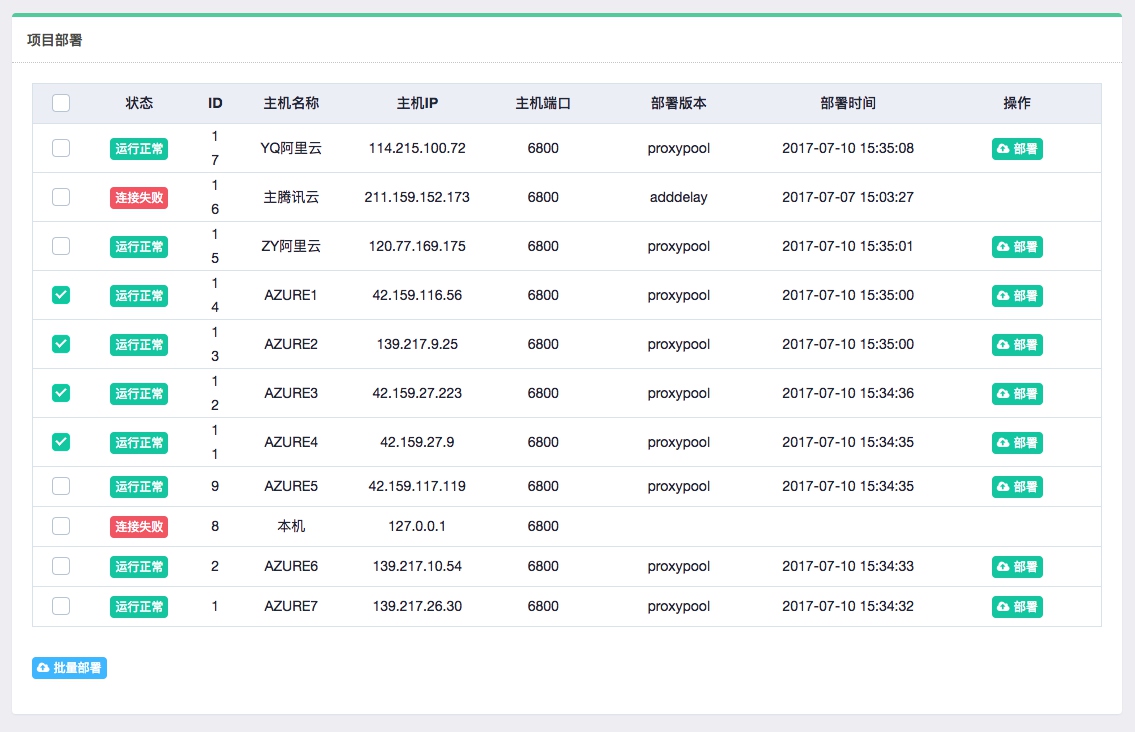 项目部署
状态 ID 主机名称 主机IP 主机端口 部署版本 部署时间 操作
运行正常 17 YQ阿里云 114.215.100.72 6800 proxypool 2017-07-10 15:35:08 部署
连接失败 16 主腾讯云 211.159.152.173 6800 adddelay 2017-07-07 15:03:27
运行正常 15 ZY阿里云 120.77.169.175 6800 proxypool 2017-07-10 15:35:01 部署
运行正常 14 AZURE1 42.159.116.56 6800 proxypool 2017-07-10 15:35:00 部署
运行正常 13 AZURE2 139.217.9.25 6800 proxypool 2017-07-10 15:35:00 部署
运行正常 12 AZURE3 42.159.27.223 6800 proxypool 2017-07-10 15:34:36 部署
运行正常 11 AZURE4 42.159.27.9 6800 proxypool 2017-07-10 15:34:35 部署
运行正常 9 AZURE5 42.159.117.119 6800 proxypool 2017-07-10 15:34:35 部署
连接失败 8 本机 127.0.0.1 6800
运行正常 2 AZURE6 139.217.10.54 6800 proxypool 2017-07-10 15:34:33 部署
运行正常 1 AZURE7 139.217.26.30 6800 proxypool 2017-07-10 15:34:32 部署
批量部署